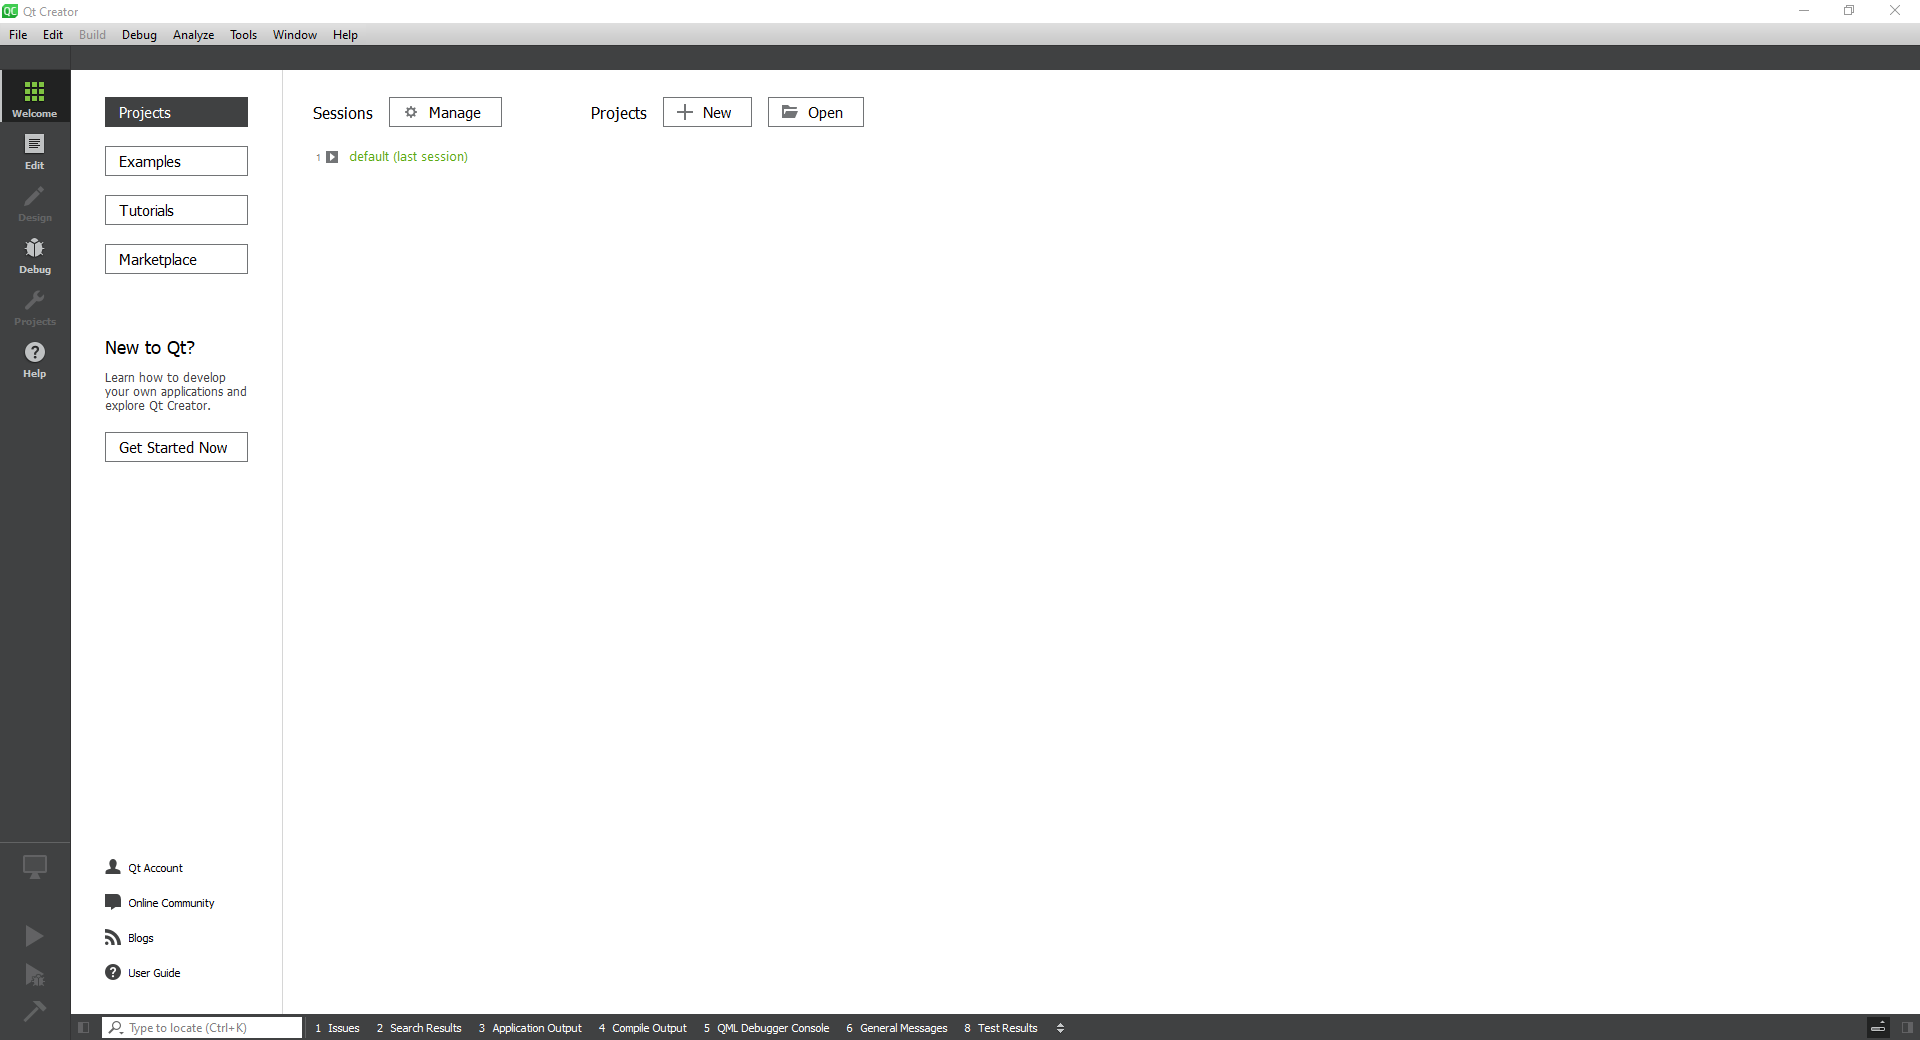 QC Qt Creator
File Edit Build Debug Analyze Tools Window Help
Welcome
Edit
Design
Debug
Projects
Help
Projects
Examples
Tutorials
Marketplace
New to Qt?
Learn how to develop
your own applications and
explore Qt Creator.
Get Started Now
Qt Account
Online Community
Blogs
User Guide
Sessions Manage Projects New Open
1 default (last session)
Type to locate (Ctrl+K) 1 Issues 2 Search Results 3 Application Output 4 Compile Output 5 QML Debugger Console 6 General Messages 8 Test Results